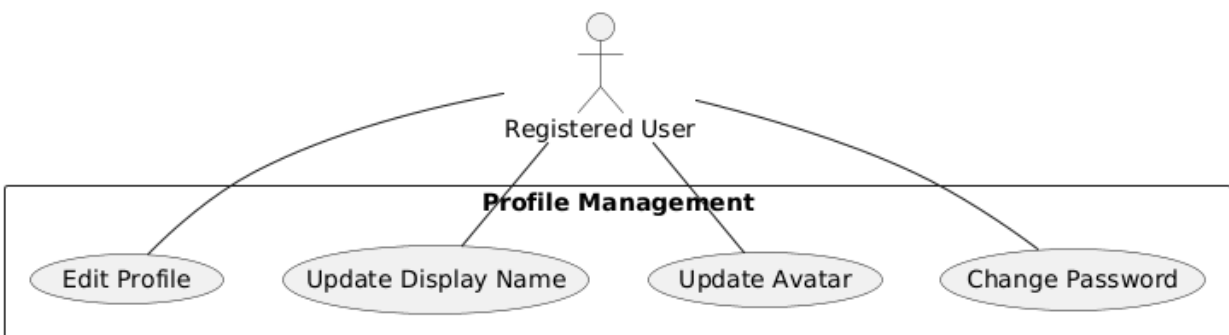 Registered User
Profile Management
Edit Profile
Update Display Name
Update Avatar
Change Password